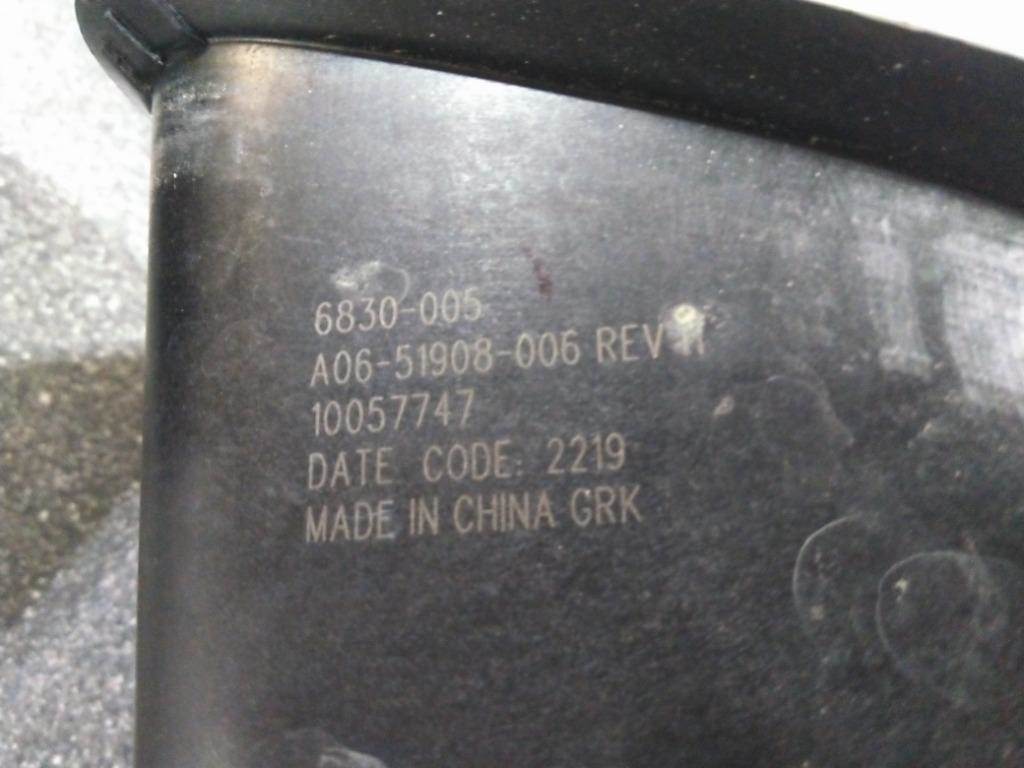 6830-005
A06-51908-006 REV
10057747
DATE CODE: 2219
MADE IN CHINA GRK